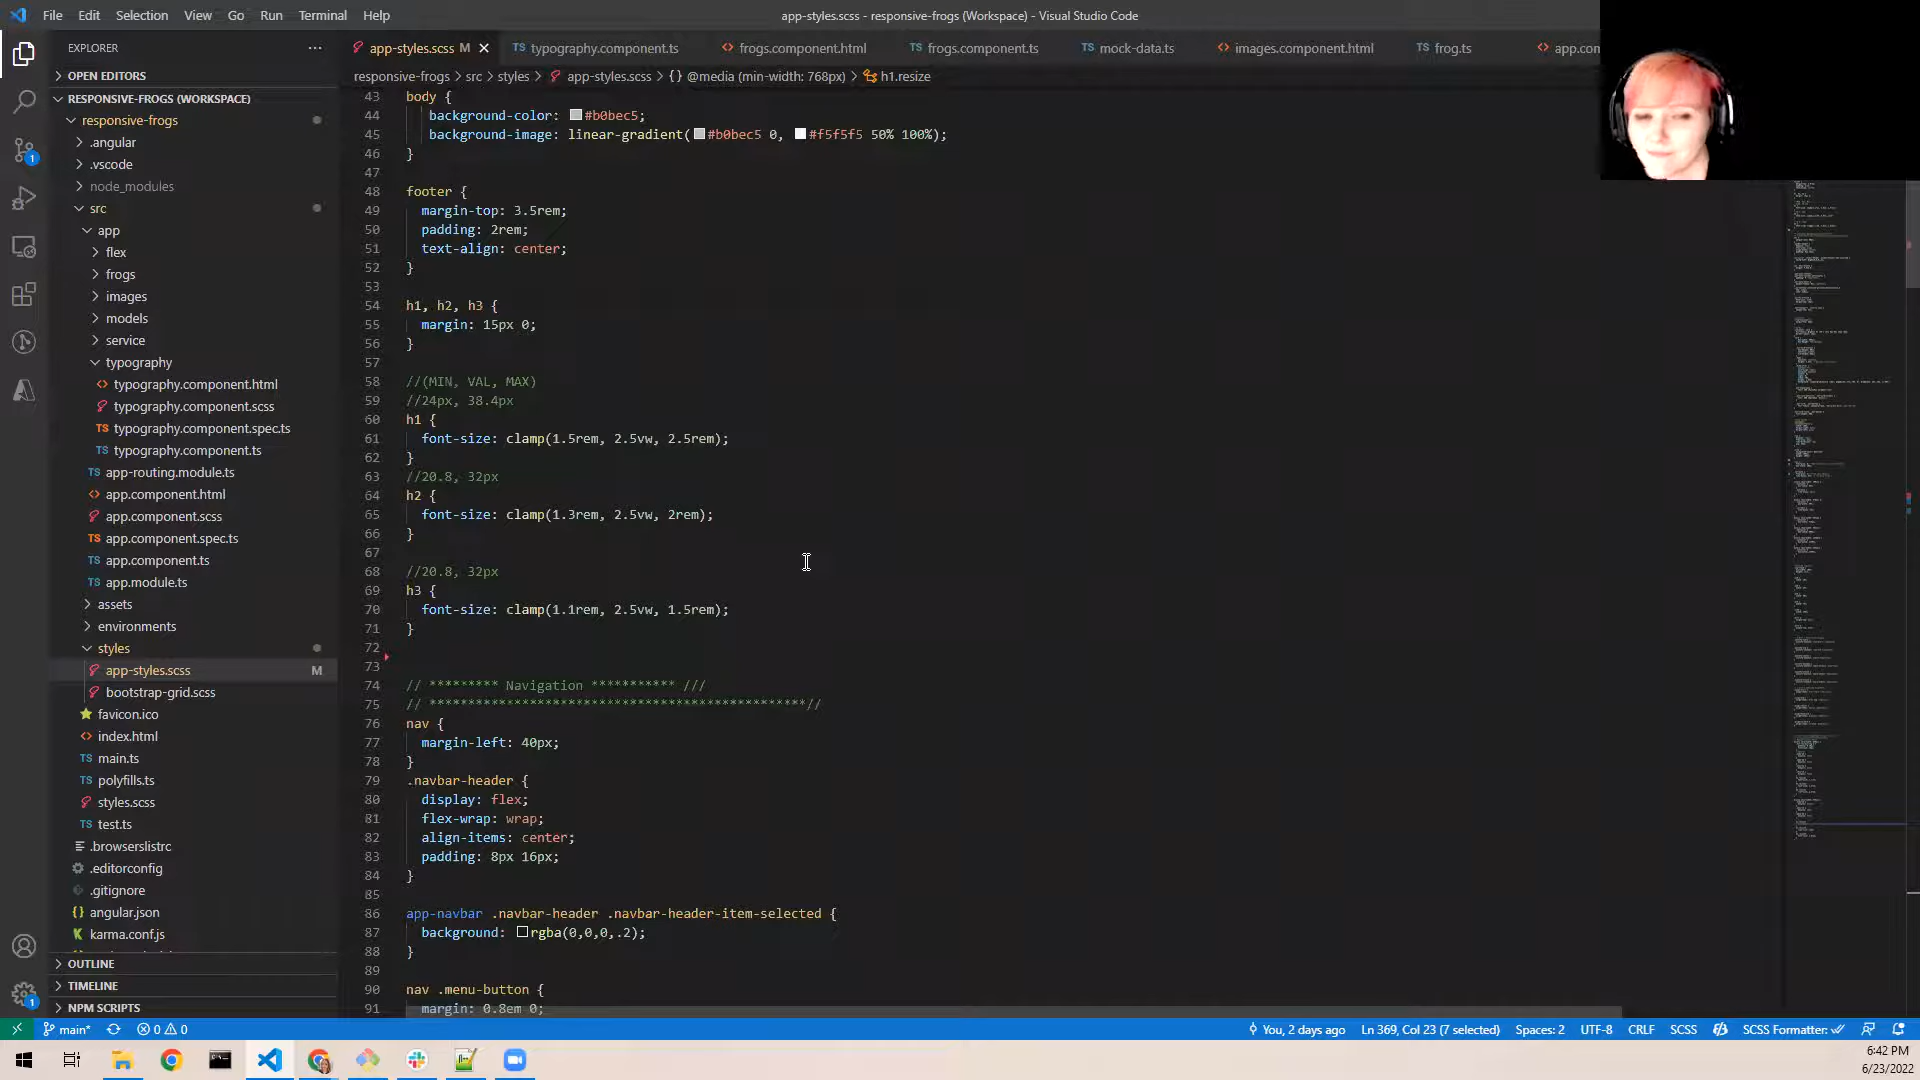 File Edit Selection View Go Run Terminal Help
app-styles.scss - responsive-frogs (Workspace) - Visual Studio Code
EXPLORER
OPEN EDITORS
RESPONSIVE-FROGS (WORKSPACE)
responsive-frogs
.angular
.vscode
node_modules
src
app
flex
frogs
images
models
service
typography
typography.component.html
typography.component.scss
TS typography.component.spec.ts
TS typography.component.ts
TS app-routing.module.ts
app.component.html
app.component.scss
TS app.component.spec.ts
TS app.component.ts
TS app.module.ts
assets
environments
styles
app-styles.scss M
bootstrap-grid.scss
favicon.ico
index.html
TS main.ts
TS polyfills.ts
styles.scss
TS test.ts
.browserslistrc
.editorconfig
.gitignore
{} angular.json
K karma.conf.js
OUTLINE
TIMELINE
NPM SCRIPTS
app-styles.scss M
TS typography.component.ts
<> frogs.component.html
TS frogs.component.ts
TS mock-data.ts
<> images.component.html
TS frog.ts
<> app.com
responsive-frogs > src > styles > app-styles.scss > {} @media (min-width: 768px) > h1.resize
43 body {
44 background-color: #b0bec5;
45 background-image: linear-gradient(#b0bec5 0, #f5f5f5 50% 100%);
46 }
47
48 footer {
49 margin-top: 3.5rem;
50 padding: 2rem;
51 text-align: center;
52 }
53
54 h1, h2, h3 {
55 margin: 15px 0;
56 }
57
58 //(MIN, VAL, MAX)
59 //24px, 38.4px
60 h1 {
61 font-size: clamp(1.5rem, 2.5vw, 2.5rem);
62 }
63 //20.8, 32px
64 h2 {
65 font-size: clamp(1.3rem, 2.5vw, 2rem);
66 }
67
68 //20.8, 32px
69 h3 {
70 font-size: clamp(1.1rem, 2.5vw, 1.5rem);
71 }
72
73
74 // ********* Navigation *********** ///
75 // *************************************************//
76 nav {
77 margin-left: 40px;
78 }
79 .navbar-header {
80 display: flex;
81 flex-wrap: wrap;
82 align-items: center;
83 padding: 8px 16px;
84 }
85
86 app-navbar .navbar-header .navbar-header-item-selected {
87 background: rgba(0,0,0,.2);
88 }
89
90 nav .menu-button {
91 margin: 0.8em 0;
main* 0 0
You, 2 days ago Ln 369, Col 23 (7 selected) Spaces: 2 UTF-8 CRLF SCSS SCSS Formatter:
6:42 PM
6/23/2022